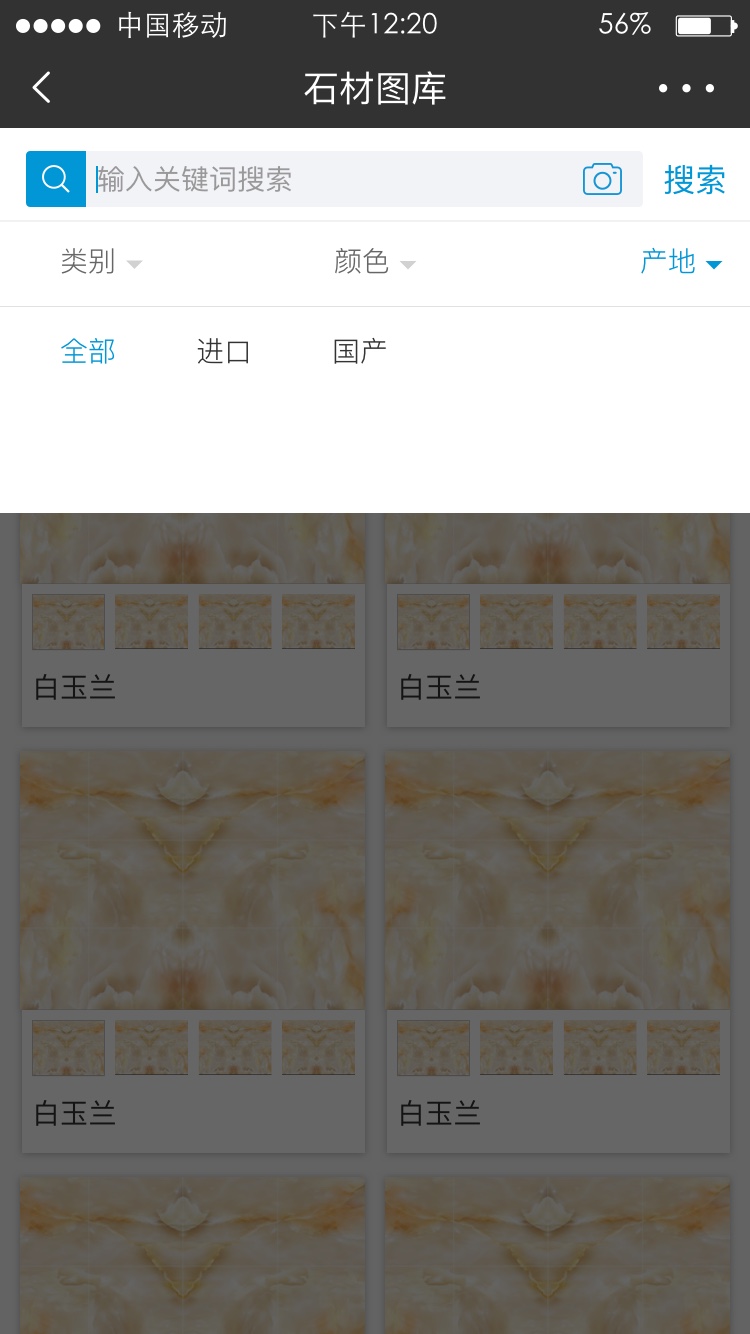 中国移动 下午12:20 56%
石材图库
输入关键词搜索 搜索
类别 颜色 产地
全部 进口 国产
白玉兰 白玉兰
白玉兰 白玉兰